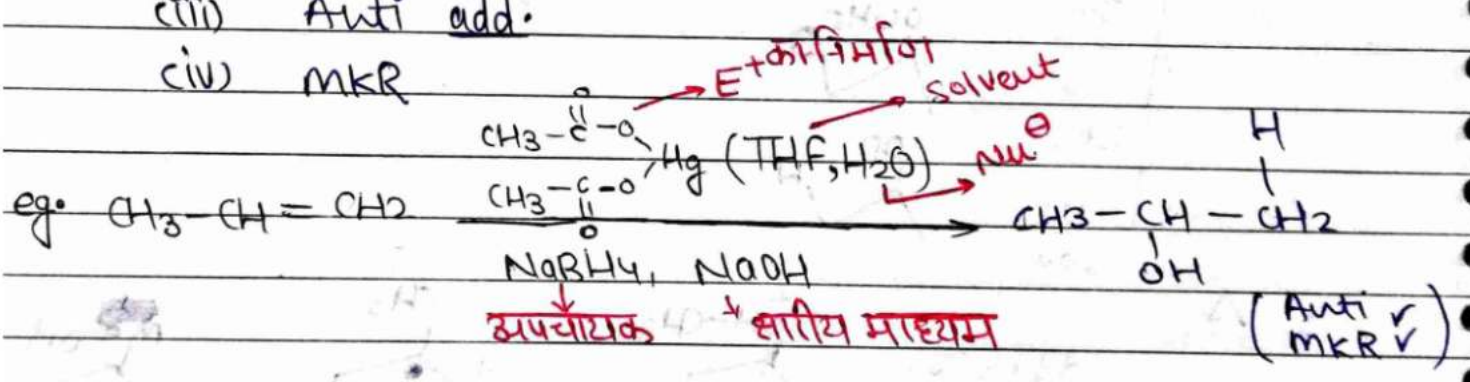 (iii) Anti add.
(iv) MKR
E⁺ का निर्माण
Solvent
O
||
CH3-C-O
Hg (THF, H2O)
Nu⊖
CH3-C-O
||
O
eg. CH3-CH=CH2 → CH3-CH-CH2
H
|
OH
NaBH4, NaOH
अपचायक
क्षारीय माध्यम
(Anti ✓
MKR ✓)